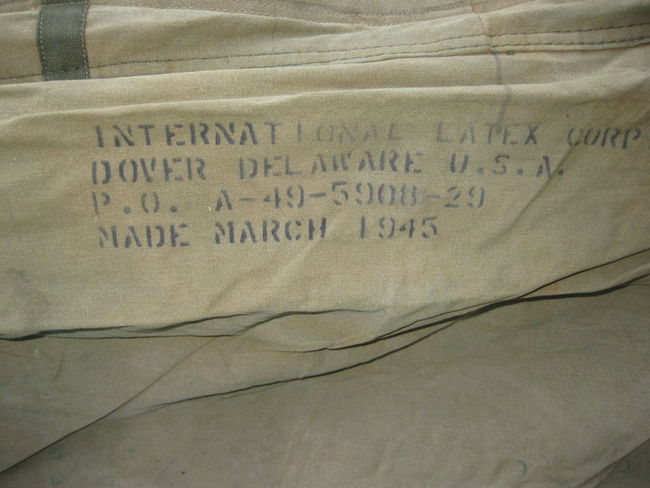 INTERNATIONAL LATEX CORP
DOVER DELAWARE U.S.A.
P.O. A-49-5908-29
MADE MARCH 1945